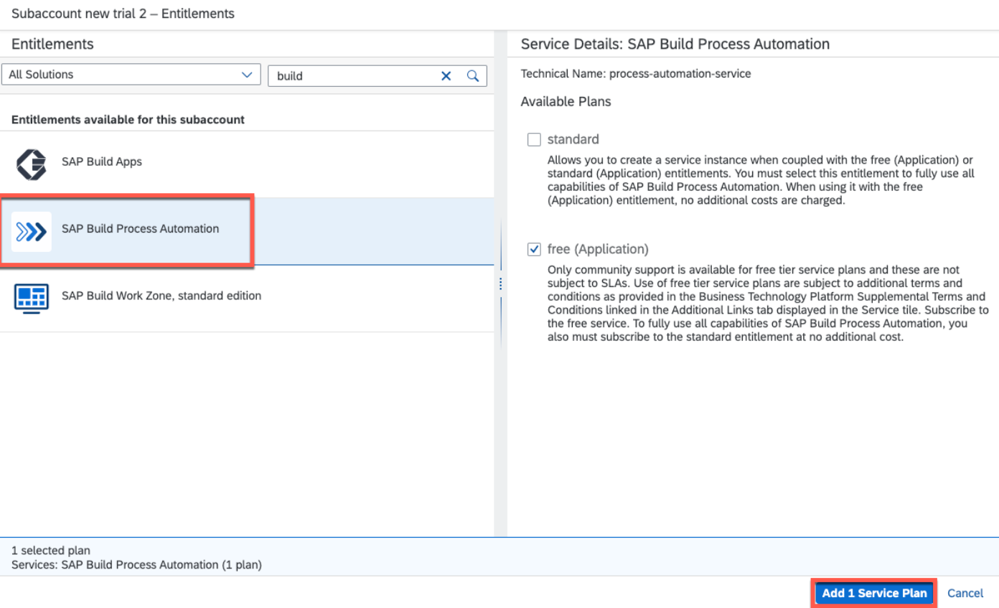 Subaccount new trial 2 – Entitlements
Entitlements
All Solutions
build
Entitlements available for this subaccount
SAP Build Apps
SAP Build Process Automation
SAP Build Work Zone, standard edition
Service Details: SAP Build Process Automation
Technical Name: process-automation-service
Available Plans
standard
Allows you to create a service instance when coupled with the free (Application) or
standard (Application) entitlements. You must select this entitlement to fully use all
capabilities of SAP Build Process Automation. When using it with the free
(Application) entitlement, no additional costs are charged.
free (Application)
Only community support is available for free tier service plans and these are not
subject to SLAs. Use of free tier service plans are subject to additional terms and
conditions as provided in the Business Technology Platform Supplemental Terms and
Conditions linked in the Additional Links tab displayed in the Service tile. Subscribe to
the free service. To fully use all capabilities of SAP Build Process Automation, you
also must subscribe to the standard entitlement at no additional cost.
1 selected plan
Services: SAP Build Process Automation (1 plan)
Add 1 Service Plan
Cancel